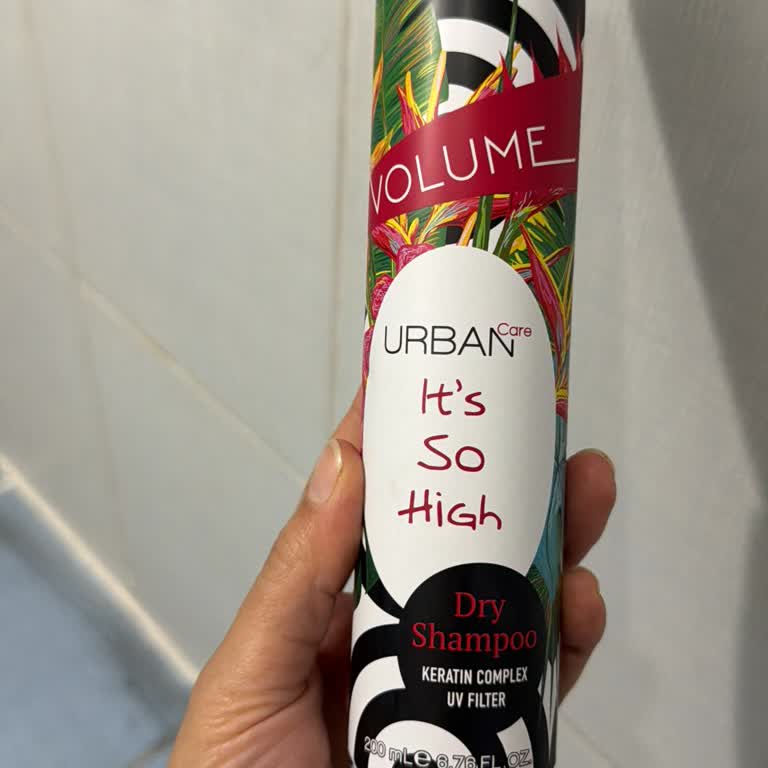 VOLUME
URBAN Care
It's
So
High
Dry
Shampoo
KERATIN COMPLEX
UV FILTER
200 mL e 6.76 FL. OZ.